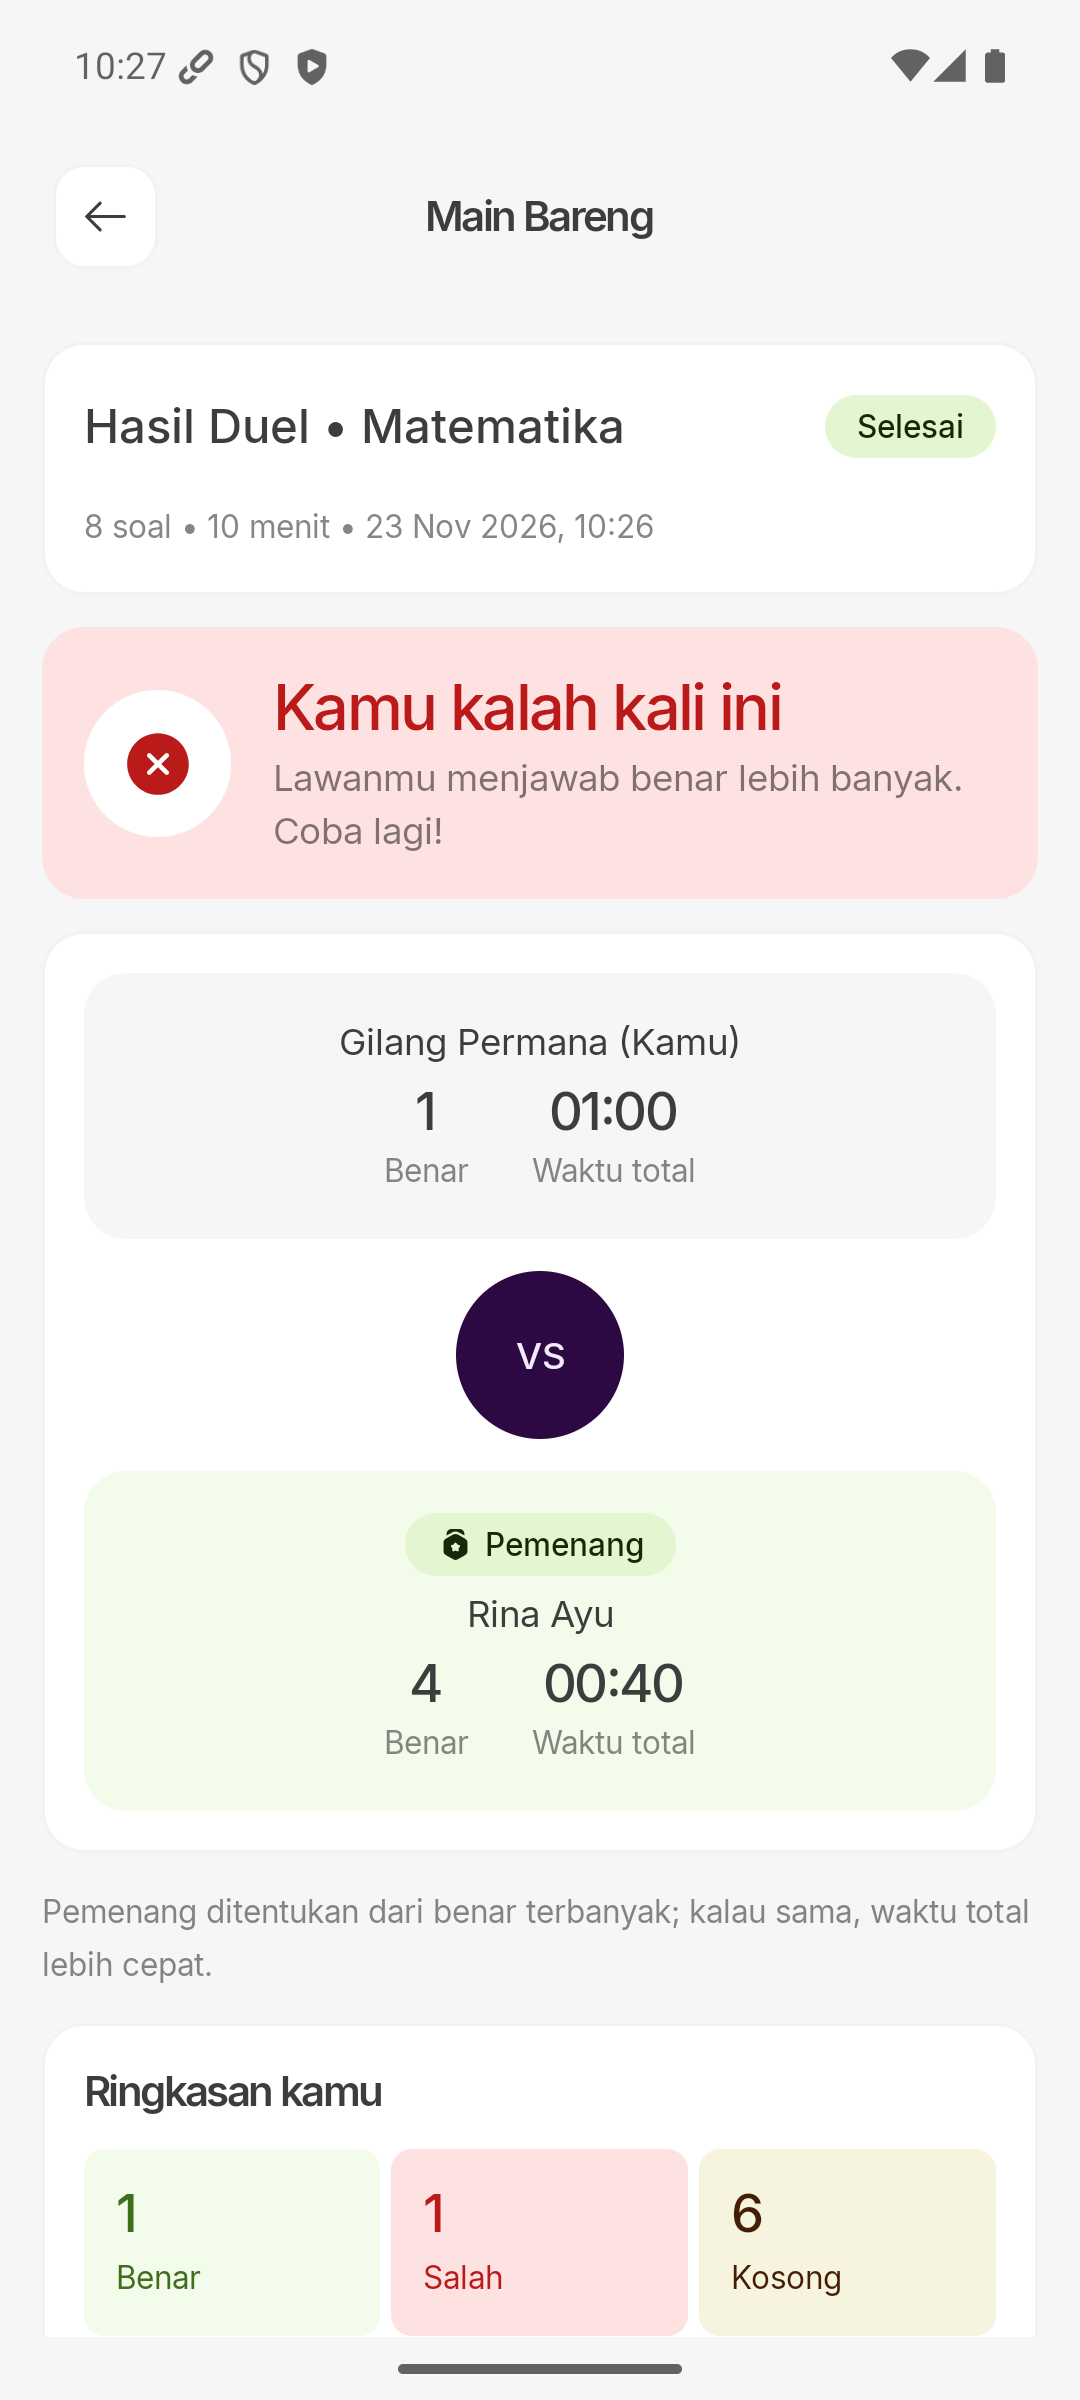 10:27
Main Bareng
Hasil Duel • Matematika
Selesai
8 soal • 10 menit • 23 Nov 2026, 10:26
Kamu kalah kali ini
Lawanmu menjawab benar lebih banyak.
Coba lagi!
Gilang Permana (Kamu)
1 01:00
Benar Waktu total
VS
Pemenang
Rina Ayu
4 00:40
Benar Waktu total
Pemenang ditentukan dari benar terbanyak; kalau sama, waktu total
lebih cepat.
Ringkasan kamu
1 1 6
Benar Salah Kosong